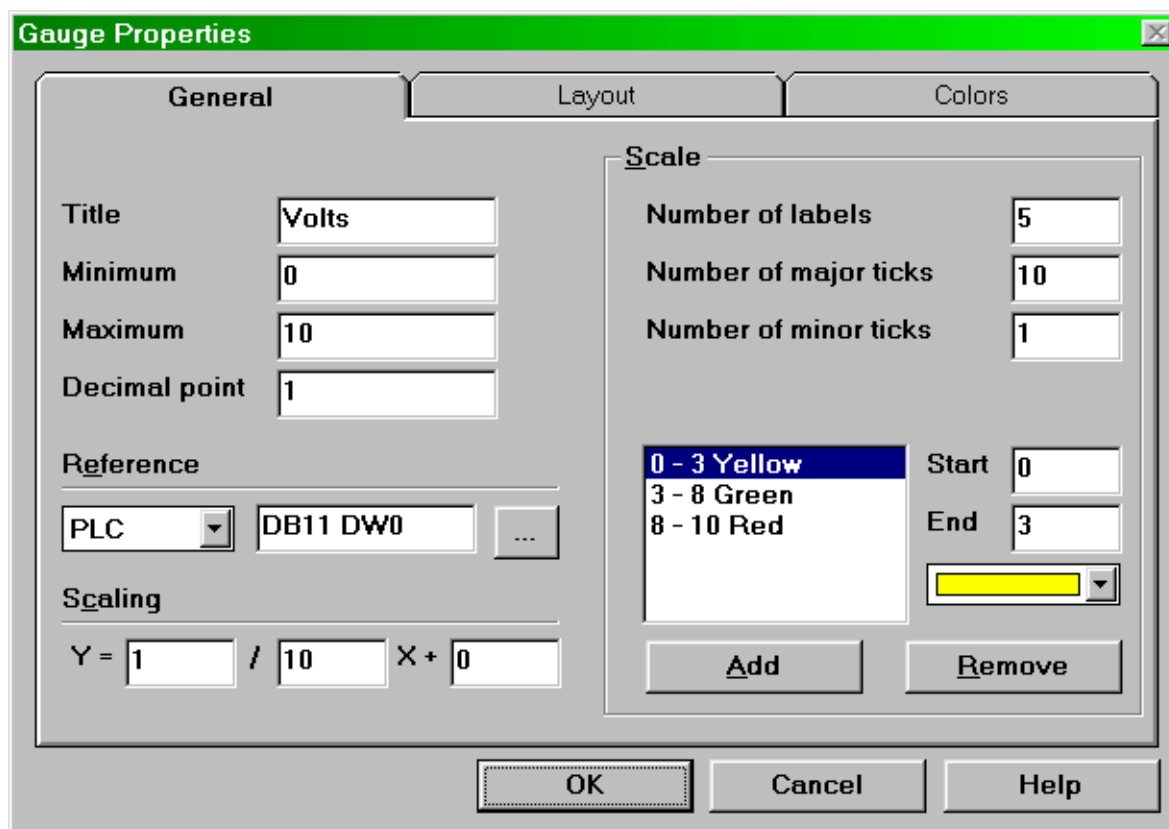 Gauge Properties
General
Layout
Colors
Title
Volts
Minimum
0
Maximum
10
Decimal point
1
Reference
PLC
DB11 DW0
...
Scaling
Y = 1 / 10 X + 0
Scale
Number of labels
5
Number of major ticks
10
Number of minor ticks
1
0 - 3 Yellow
3 - 8 Green
8 - 10 Red
Start
0
End
3
Add
Remove
OK
Cancel
Help